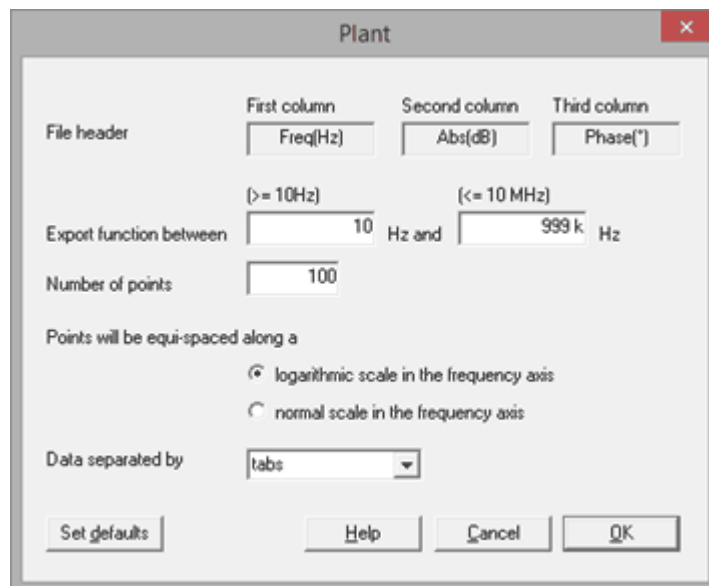 Plant
First column Second column Third column
File header Freq(Hz) Abs(dB) Phase(°)
(>= 10Hz) (<= 10 MHz)
Export function between 10 Hz and 999 k Hz
Number of points 100
Points will be equi-spaced along a
logarithmic scale in the frequency axis
normal scale in the frequency axis
Data separated by tabs
Set defaults Help Cancel OK